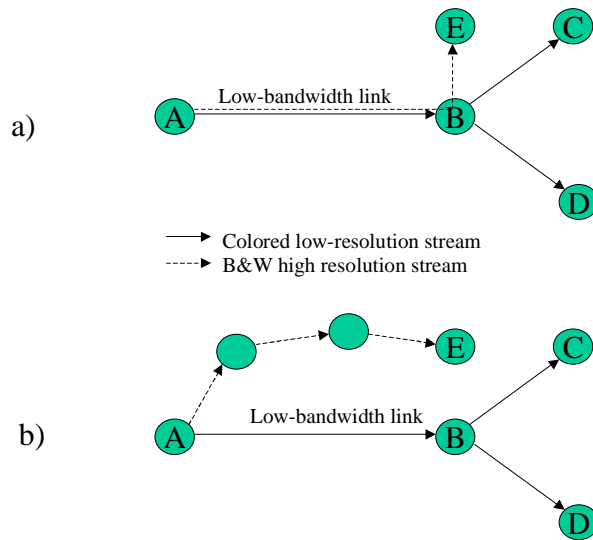 E
C
Low-bandwidth link
A
B
a)
D
Colored low-resolution stream
B&W high resolution stream
E
C
Low-bandwidth link
A
B
b)
D